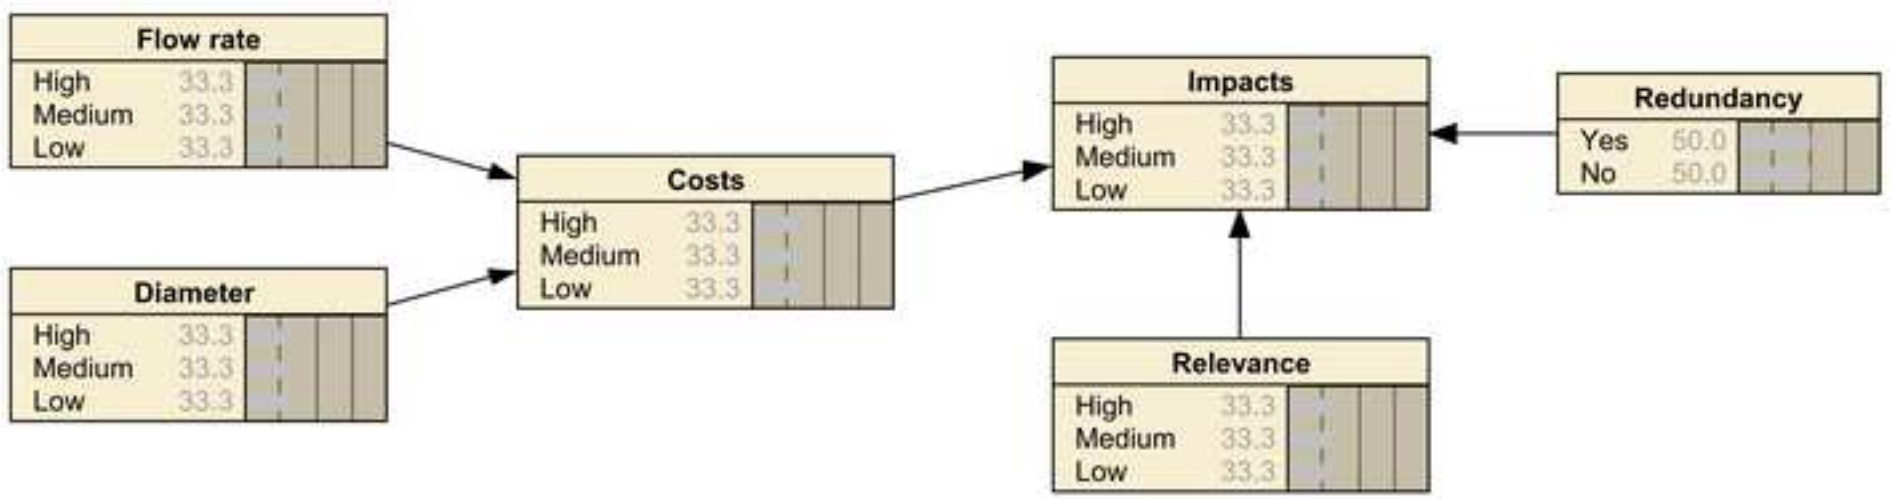 Flow rate
High 33.3
Medium 33.3
Low 33.3
Diameter
High 33.3
Medium 33.3
Low 33.3
Costs
High 33.3
Medium 33.3
Low 33.3
Impacts
High 33.3
Medium 33.3
Low 33.3
Relevance
High 33.3
Medium 33.3
Low 33.3
Redundancy
Yes 50.0
No 50.0